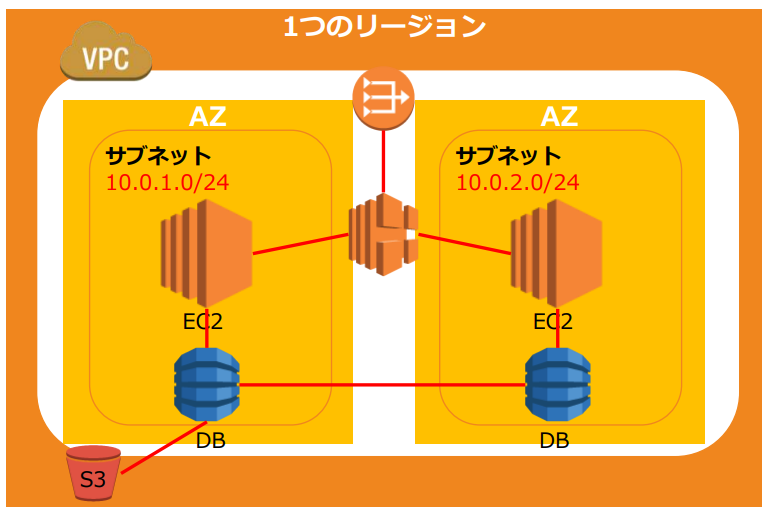 1つのリージョン
VPC
AZ
サブネット
10.0.1.0/24
EC2
DB
AZ
サブネット
10.0.2.0/24
EC2
DB
S3